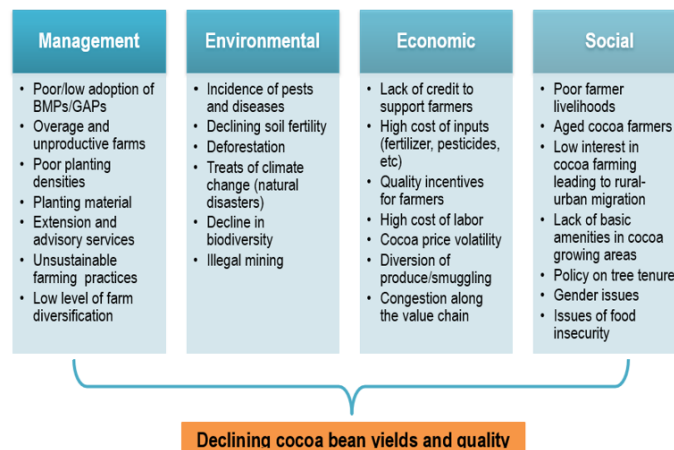 Management
• Poor/low adoption of
BMPs/GAPs
• Overage and
unproductive farms
• Poor planting
densities
• Planting material
• Extension and
advisory services
• Unsustainable
farming practices
• Low level of farm
diversification
Environmental
• Incidence of pests
and diseases
• Declining soil fertility
• Deforestation
• Treats of climate
change (natural
disasters)
• Decline in
biodiversity
• Illegal mining
Economic
• Lack of credit to
support farmers
• High cost of inputs
(fertilizer, pesticides,
etc)
• Quality incentives
for farmers
• High cost of labor
• Cocoa price volatility
• Diversion of
produce/smuggling
• Congestion along
the value chain
Social
• Poor farmer
livelihoods
• Aged cocoa farmers
• Low interest in
cocoa farming
leading to rural-
urban migration
• Lack of basic
amenities in cocoa
growing areas
• Policy on tree tenure
• Gender issues
• Issues of food
insecurity
Declining cocoa bean yields and quality